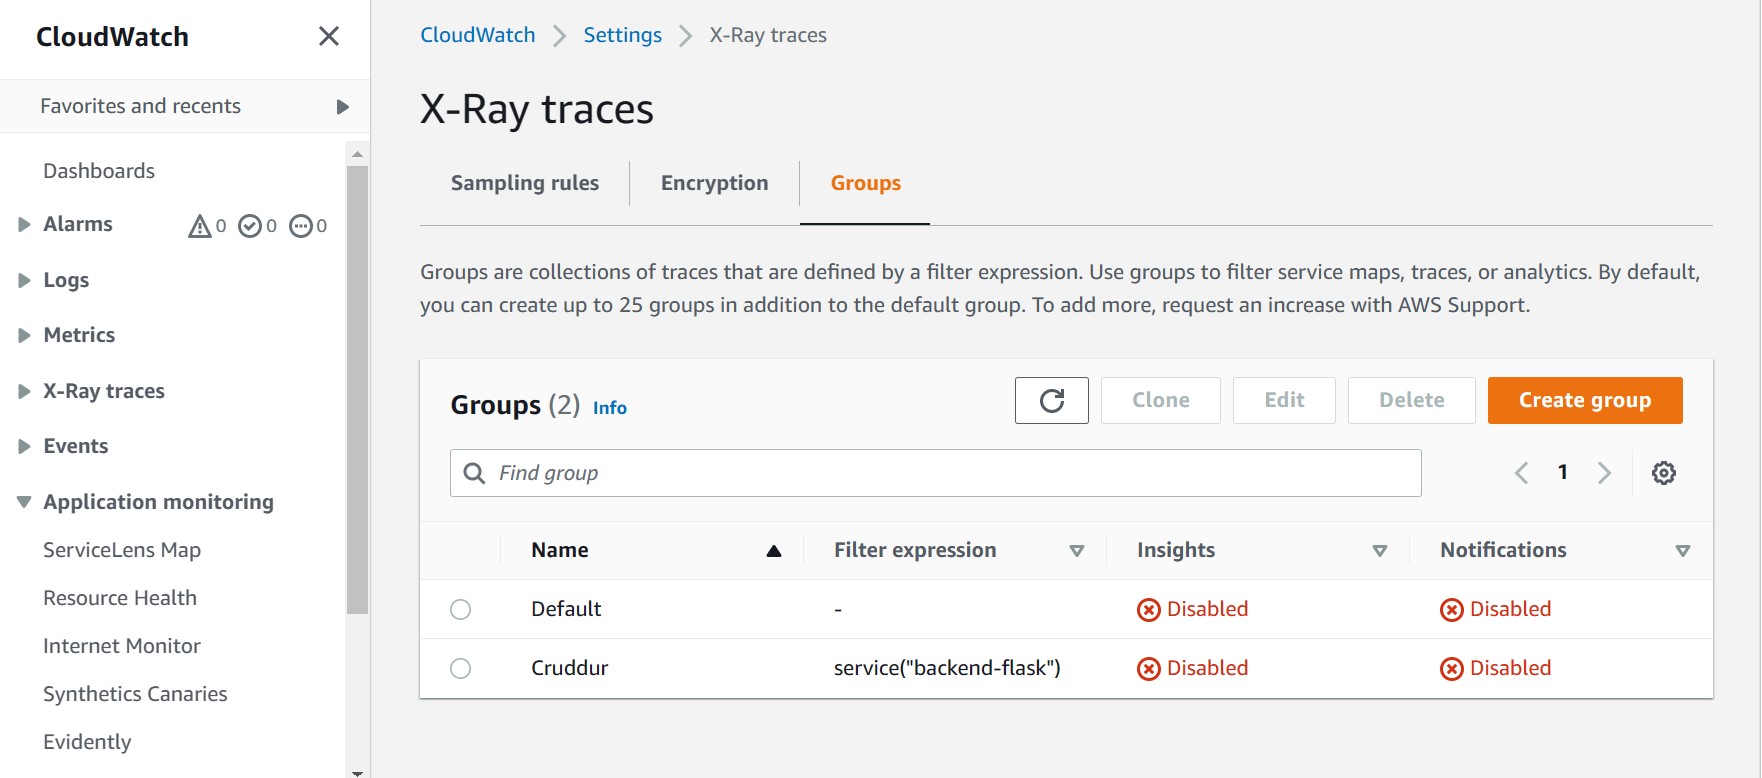 CloudWatch
Favorites and recents
Dashboards
Alarms 0 0 0
Logs
Metrics
X-Ray traces
Events
Application monitoring
ServiceLens Map
Resource Health
Internet Monitor
Synthetics Canaries
Evidently
CloudWatch Settings X-Ray traces
X-Ray traces
Sampling rules Encryption Groups
Groups are collections of traces that are defined by a filter expression. Use groups to filter service maps, traces, or analytics. By default,
you can create up to 25 groups in addition to the default group. To add more, request an increase with AWS Support.
Groups (2) Info Clone Edit Delete Create group
Find group 1
Name Filter expression Insights Notifications
Default - Disabled Disabled
Cruddur service("backend-flask") Disabled Disabled